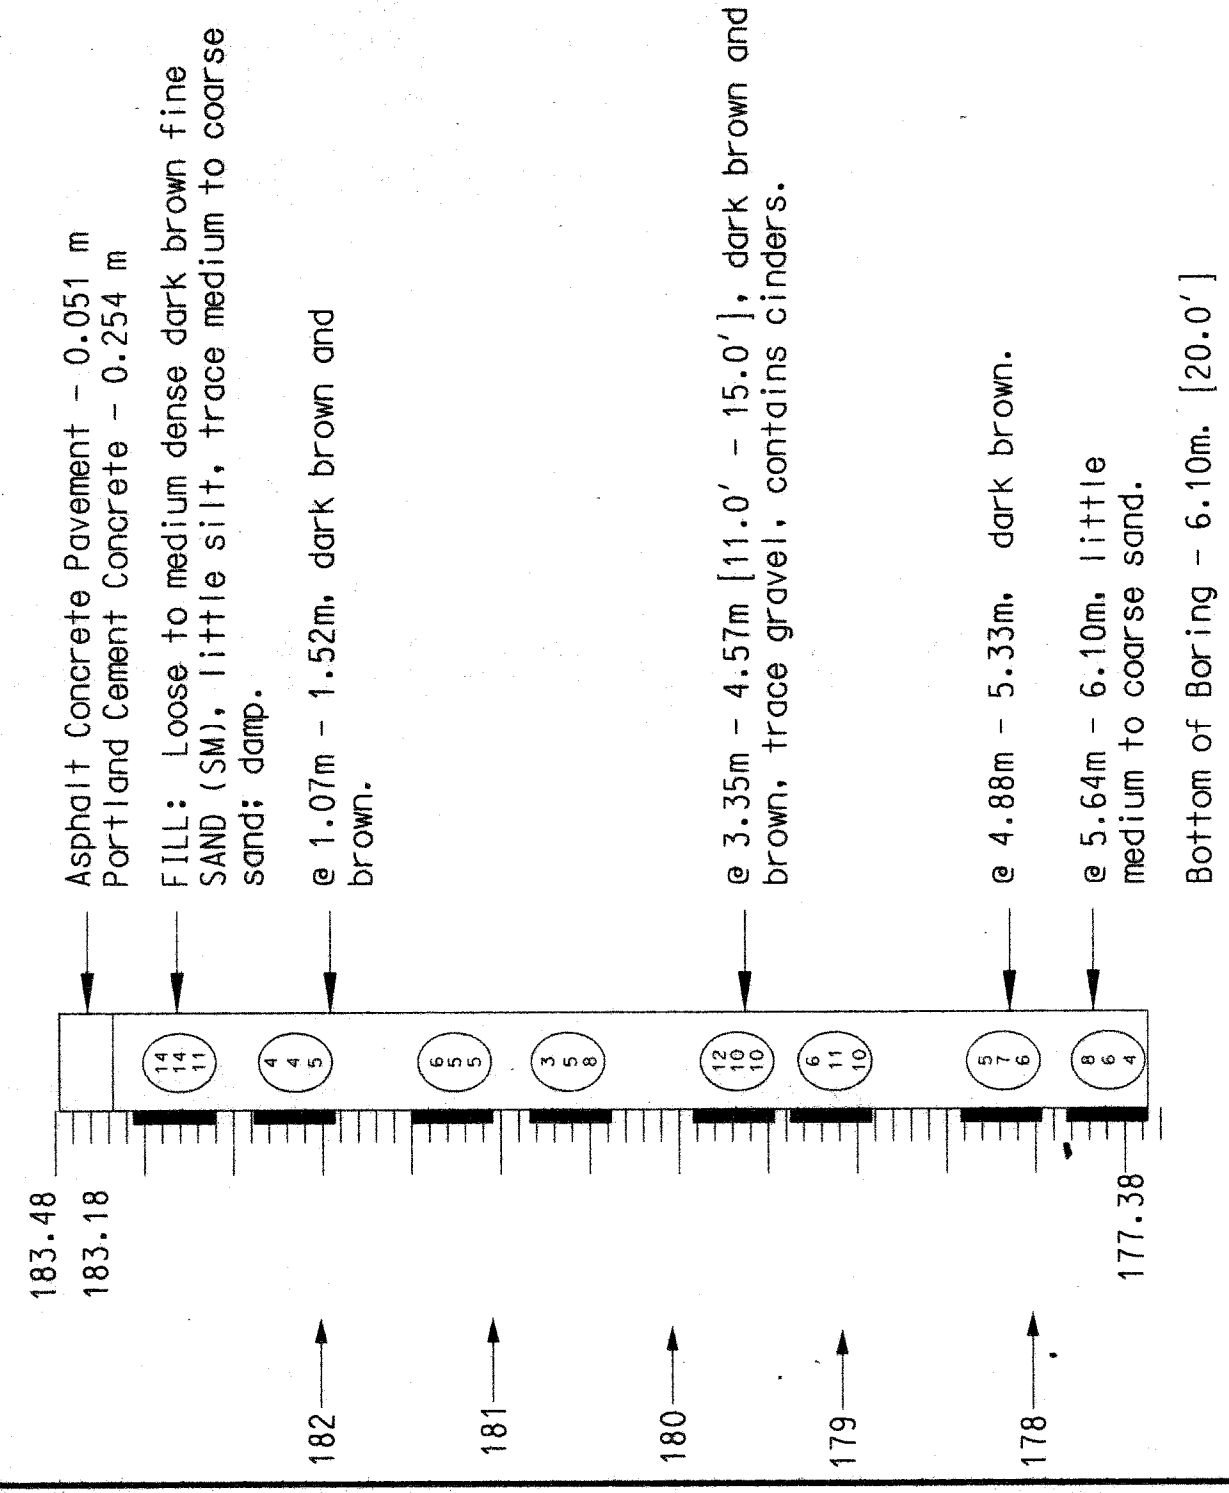 183.48
183.18
Asphalt Concrete Pavement - 0.051 m
Portland Cement Concrete - 0.254 m
FILL: Loose to medium dense dark brown fine
SAND (SM), little silt, trace medium to coarse
sand; damp.
14
14
11
@ 1.07m - 1.52m, dark brown and
brown.
4
4
5
182
6
5
5
181
3
5
8
180
@ 3.35m - 4.57m [11.0' - 15.0'], dark brown and
brown, trace gravel, contains cinders.
12
10
10
6
11
10
179
@ 4.88m - 5.33m, dark brown.
5
7
6
178
@ 5.64m - 6.10m, little
medium to coarse sand.
8
6
4
177.38
Bottom of Boring - 6.10m. [20.0']